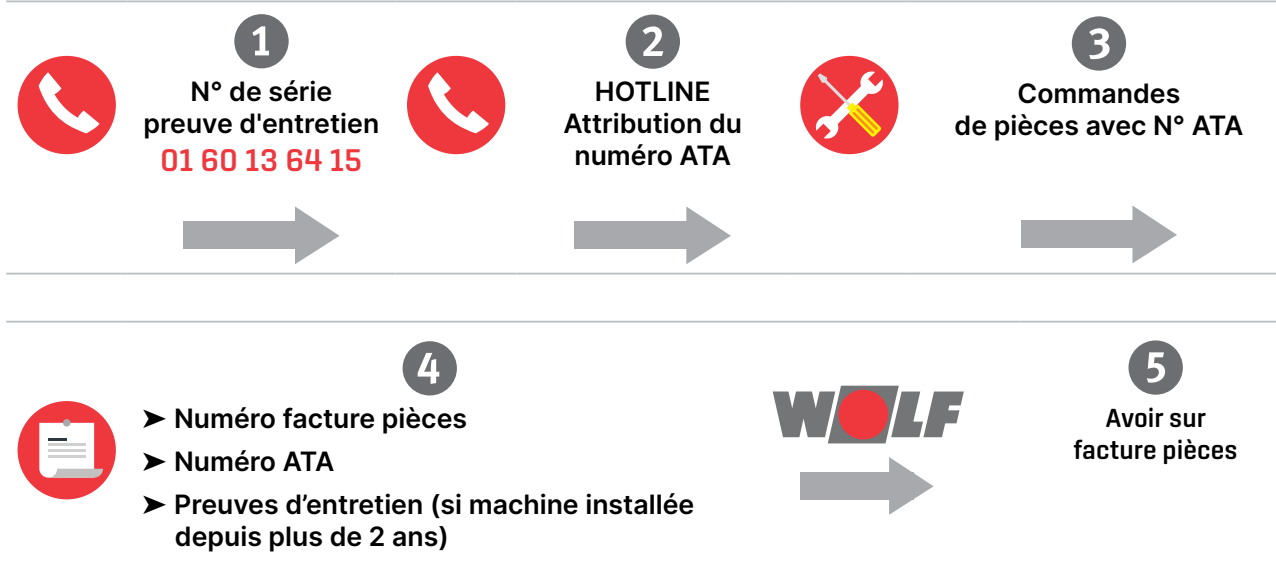 1
N° de série
preuve d'entretien
01 60 13 64 15
2
HOTLINE
Attribution du
numéro ATA
3
Commandes
de pièces avec N° ATA
4
➤ Numéro facture pièces
➤ Numéro ATA
➤ Preuves d’entretien (si machine installée
depuis plus de 2 ans)
WOLF
5
Avoir sur
facture pièces